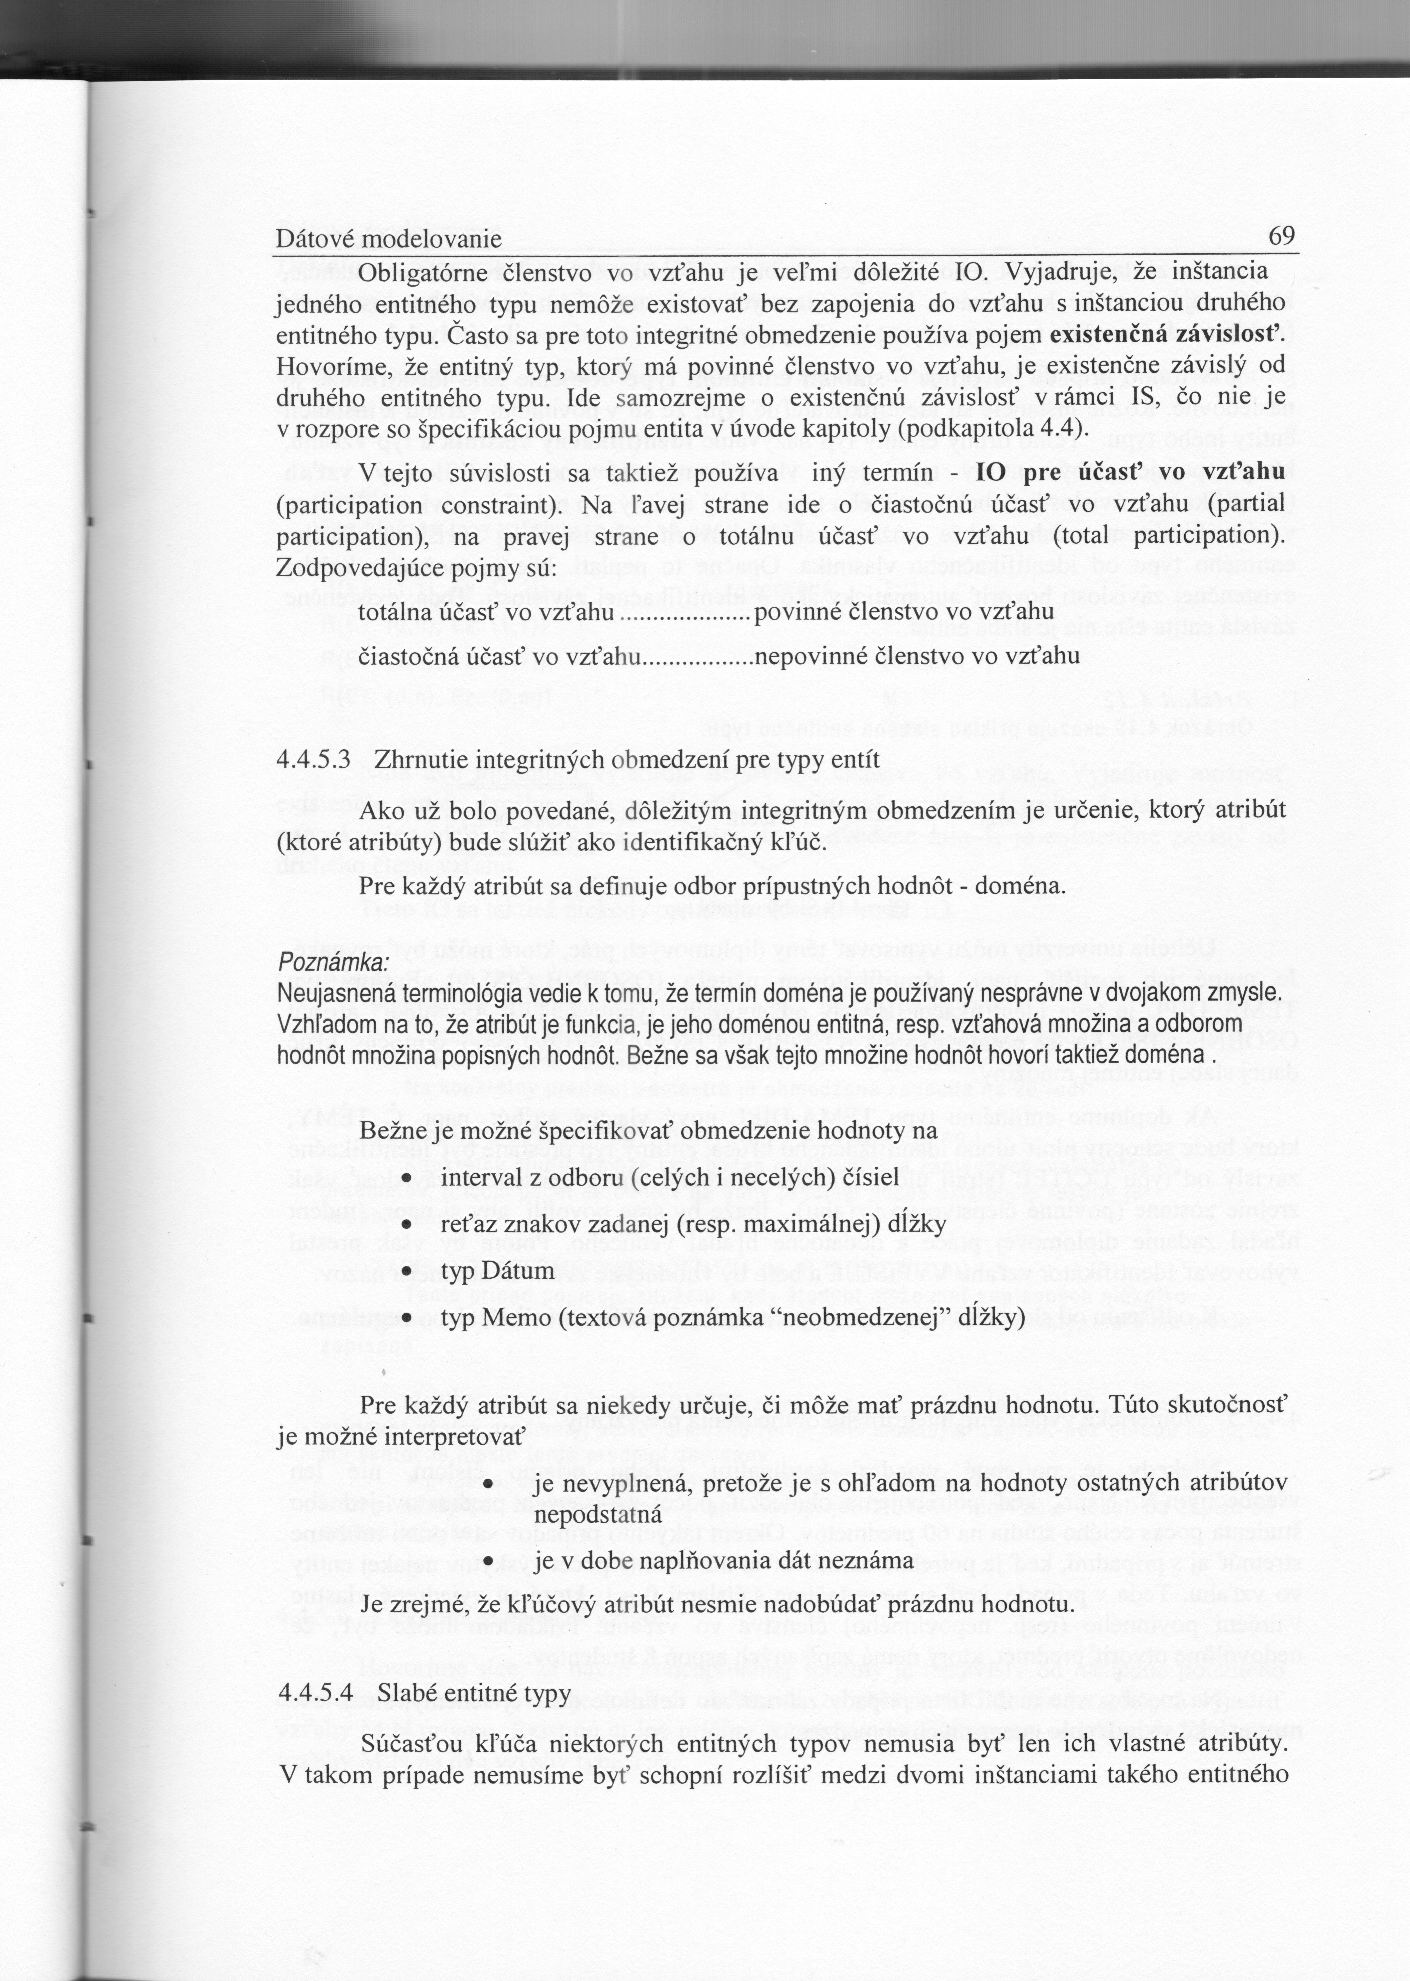 Dátové modelovanie 69
Obligatórne členstvo vo vzťahu je veľmi dôležité IO. Vyjadruje, že inštancia
jedného entitného typu nemôže existovať bez zapojenia do vzťahu s inštanciou druhého
entitného typu. Často sa pre toto integritné obmedzenie používa pojem existenčná závislosť.
Hovoríme, že entitný typ, ktorý má povinné členstvo vo vzťahu, je existenčne závislý od
druhého entitného typu. Ide samozrejme o existenčnú závislosť v rámci IS, čo nie je
v rozpore so špecifikáciou pojmu entita v úvode kapitoly (podkapitola 4.4).
V tejto súvislosti sa taktiež používa iný termín - IO pre účasť vo vzťahu
(participation constraint). Na ľavej strane ide o čiastočnú účasť vo vzťahu (partial
participation), na pravej strane o totálnu účasť vo vzťahu (total participation).
Zodpovedajúce pojmy sú:
totálna účasť vo vzťahu ....................povinné členstvo vo vzťahu
čiastočná účasť vo vzťahu.................nepovinné členstvo vo vzťahu
4.4.5.3 Zhrnutie integritných obmedzení pre typy entít
Ako už bolo povedané, dôležitým integritným obmedzením je určenie, ktorý atribút
(ktoré atribúty) bude slúžiť ako identifikačný kľúč.
Pre každý atribút sa definuje odbor prípustných hodnôt - doména.
Poznámka:
Neujasnená terminológia vedie k tomu, že termín doména je používaný nesprávne v dvojakom zmysle.
Vzhľadom na to, že atribút je funkcia, je jeho doménou entitná, resp. vzťahová množina a odborom
hodnôt množina popisných hodnôt. Bežne sa však tejto množine hodnôt hovorí taktiež doména .
Bežne je možné špecifikovať obmedzenie hodnoty na
• interval z odboru (celých i necelých) čísiel
• reťaz znakov zadanej (resp. maximálnej) dĺžky
• typ Dátum
• typ Memo (textová poznámka “neobmedzenej” dĺžky)
Pre každý atribút sa niekedy určuje, či môže mať prázdnu hodnotu. Túto skutočnosť
je možné interpretovať
• je nevyplnená, pretože je s ohľadom na hodnoty ostatných atribútov
nepodstatná
• je v dobe naplňovania dát neznáma
Je zrejmé, že kľúčový atribút nesmie nadobúdať prázdnu hodnotu.
4.4.5.4 Slabé entitné typy
Súčasťou kľúča niektorých entitných typov nemusia byť len ich vlastné atribúty.
V takom prípade nemusíme byť schopní rozlíšiť medzi dvomi inštanciami takého entitného